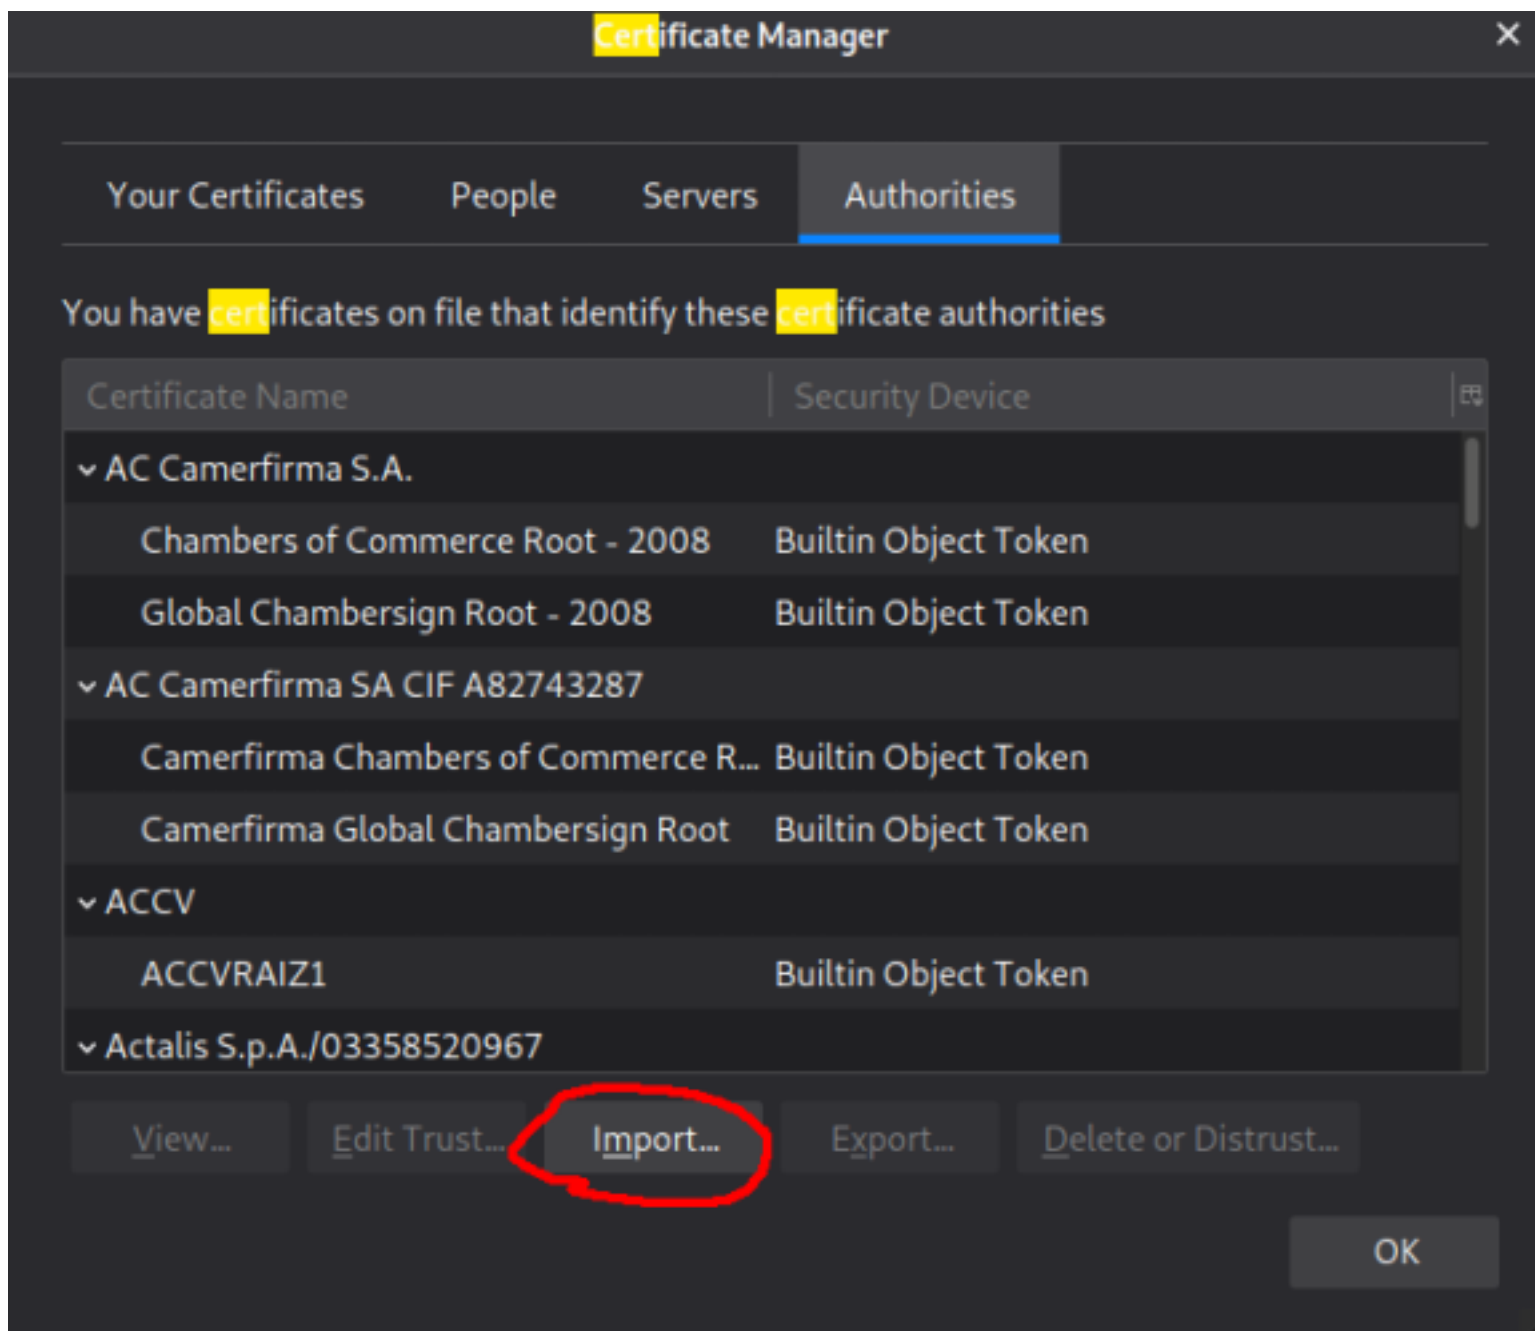 Certificate Manager
Your Certificates People Servers Authorities
You have certificates on file that identify these certificate authorities
Certificate Name Security Device
AC Camerfirma S.A.
Chambers of Commerce Root - 2008 Builtin Object Token
Global Chambersign Root - 2008 Builtin Object Token
AC Camerfirma SA CIF A82743287
Camerfirma Chambers of Commerce R... Builtin Object Token
Camerfirma Global Chambersign Root Builtin Object Token
ACCV
ACCVRAIZ1 Builtin Object Token
Actalis S.p.A./03358520967
View... Edit Trust... Import... Export... Delete or Distrust...
OK